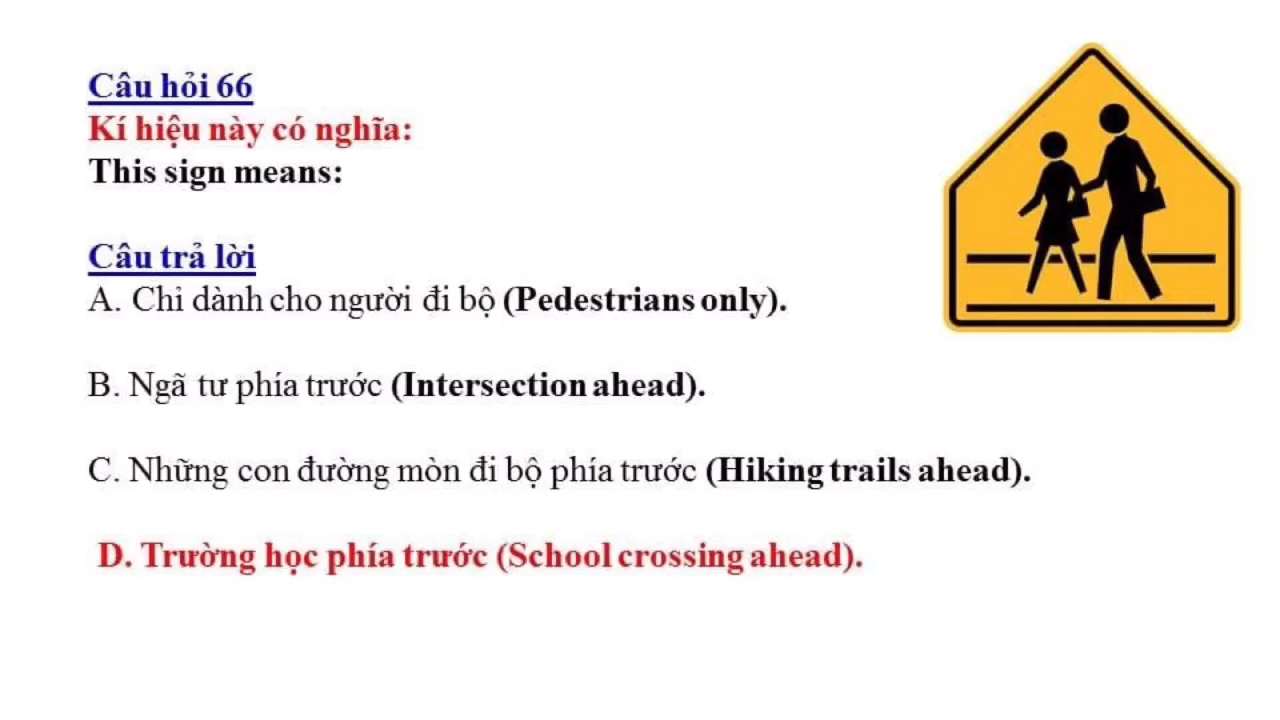 Câu hỏi 66
Kí hiệu này có nghĩa:
This sign means:
Câu trả lời
A. Chỉ dành cho người đi bộ (Pedestrians only).
B. Ngã tư phía trước (Intersection ahead).
C. Những con đường mòn đi bộ phía trước (Hiking trails ahead).
D. Trường học phía trước (School crossing ahead).